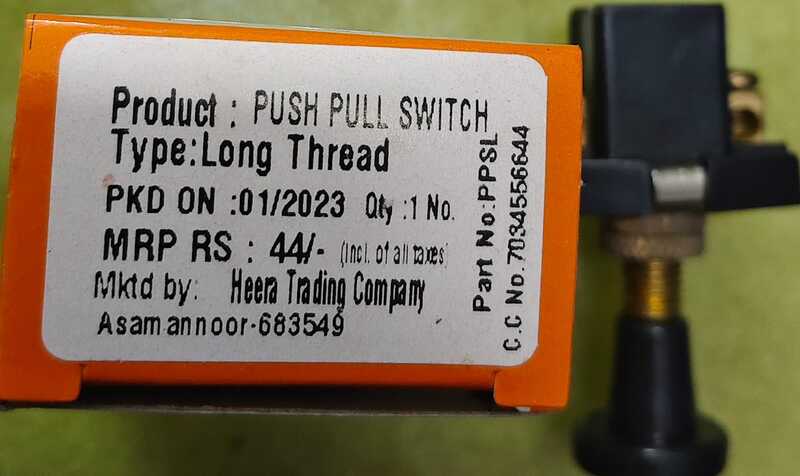 Product : PUSH PULL SWITCH
Type:Long Thread
PKD ON :01/2023 Qty :1 No.
MRP RS : 44/- (Incl. of all taxes)
Mktd by: Heera Trading Company
Asamannoor-683549
Part No:PPSL
C.C No.7034556644